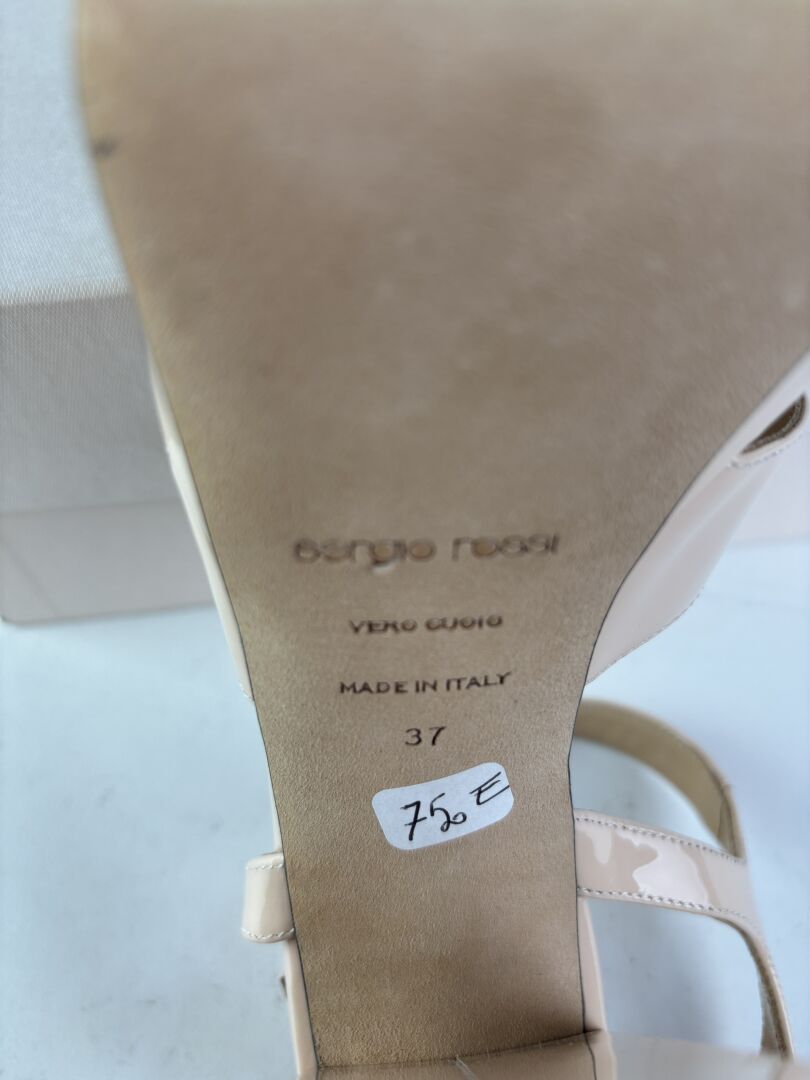 sergio rossi
VERO CUOIO
MADE IN ITALY
37
750 €